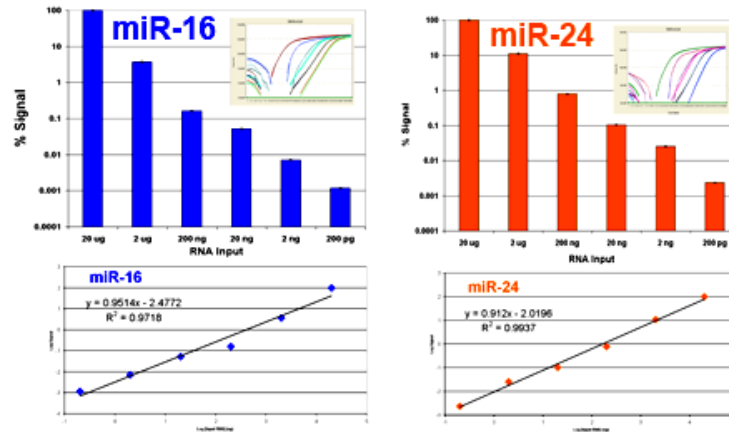 miR-16
100
10
1
0.1
0.01
0.001
0.0001
% Signal
20 ug
2 ug
200 ng
20 ng
2 ng
200 pg
RNA Input
miR-24
100
10
1
0.1
0.01
0.001
0.0001
% Signal
20 ug
2 ug
200 ng
20 ng
2 ng
200 pg
RNA Input
miR-16
y = 0.9514x - 2.4772
R² = 0.9718
miR-24
y = 0.912x - 2.0196
R² = 0.9937